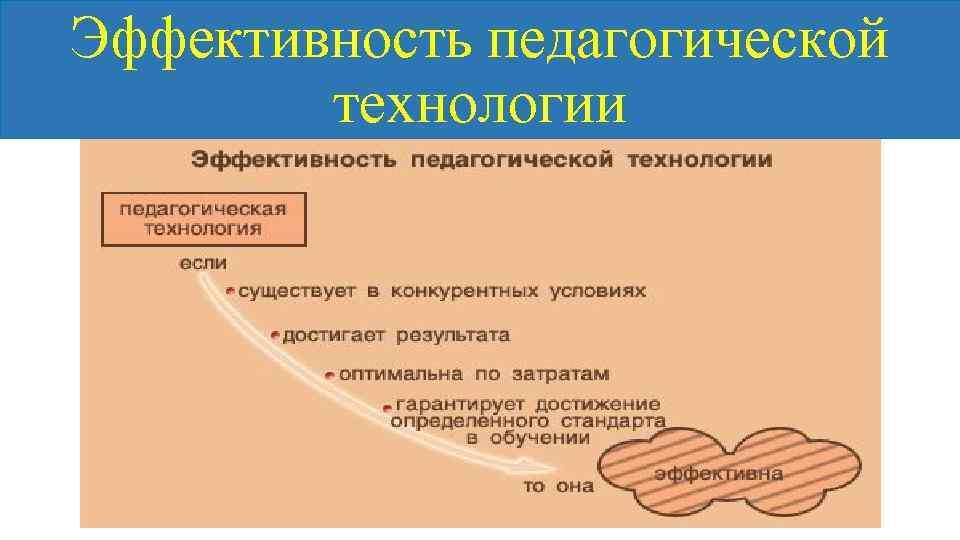 Эффективность педагогической
технологии
Эффективность педагогической технологии
педагогическая
технология
если
существует в конкурентных условиях
достигает результата
оптимальна по затратам
гарантирует достижение
определенного стандарта
в обучении
то она
эффективна